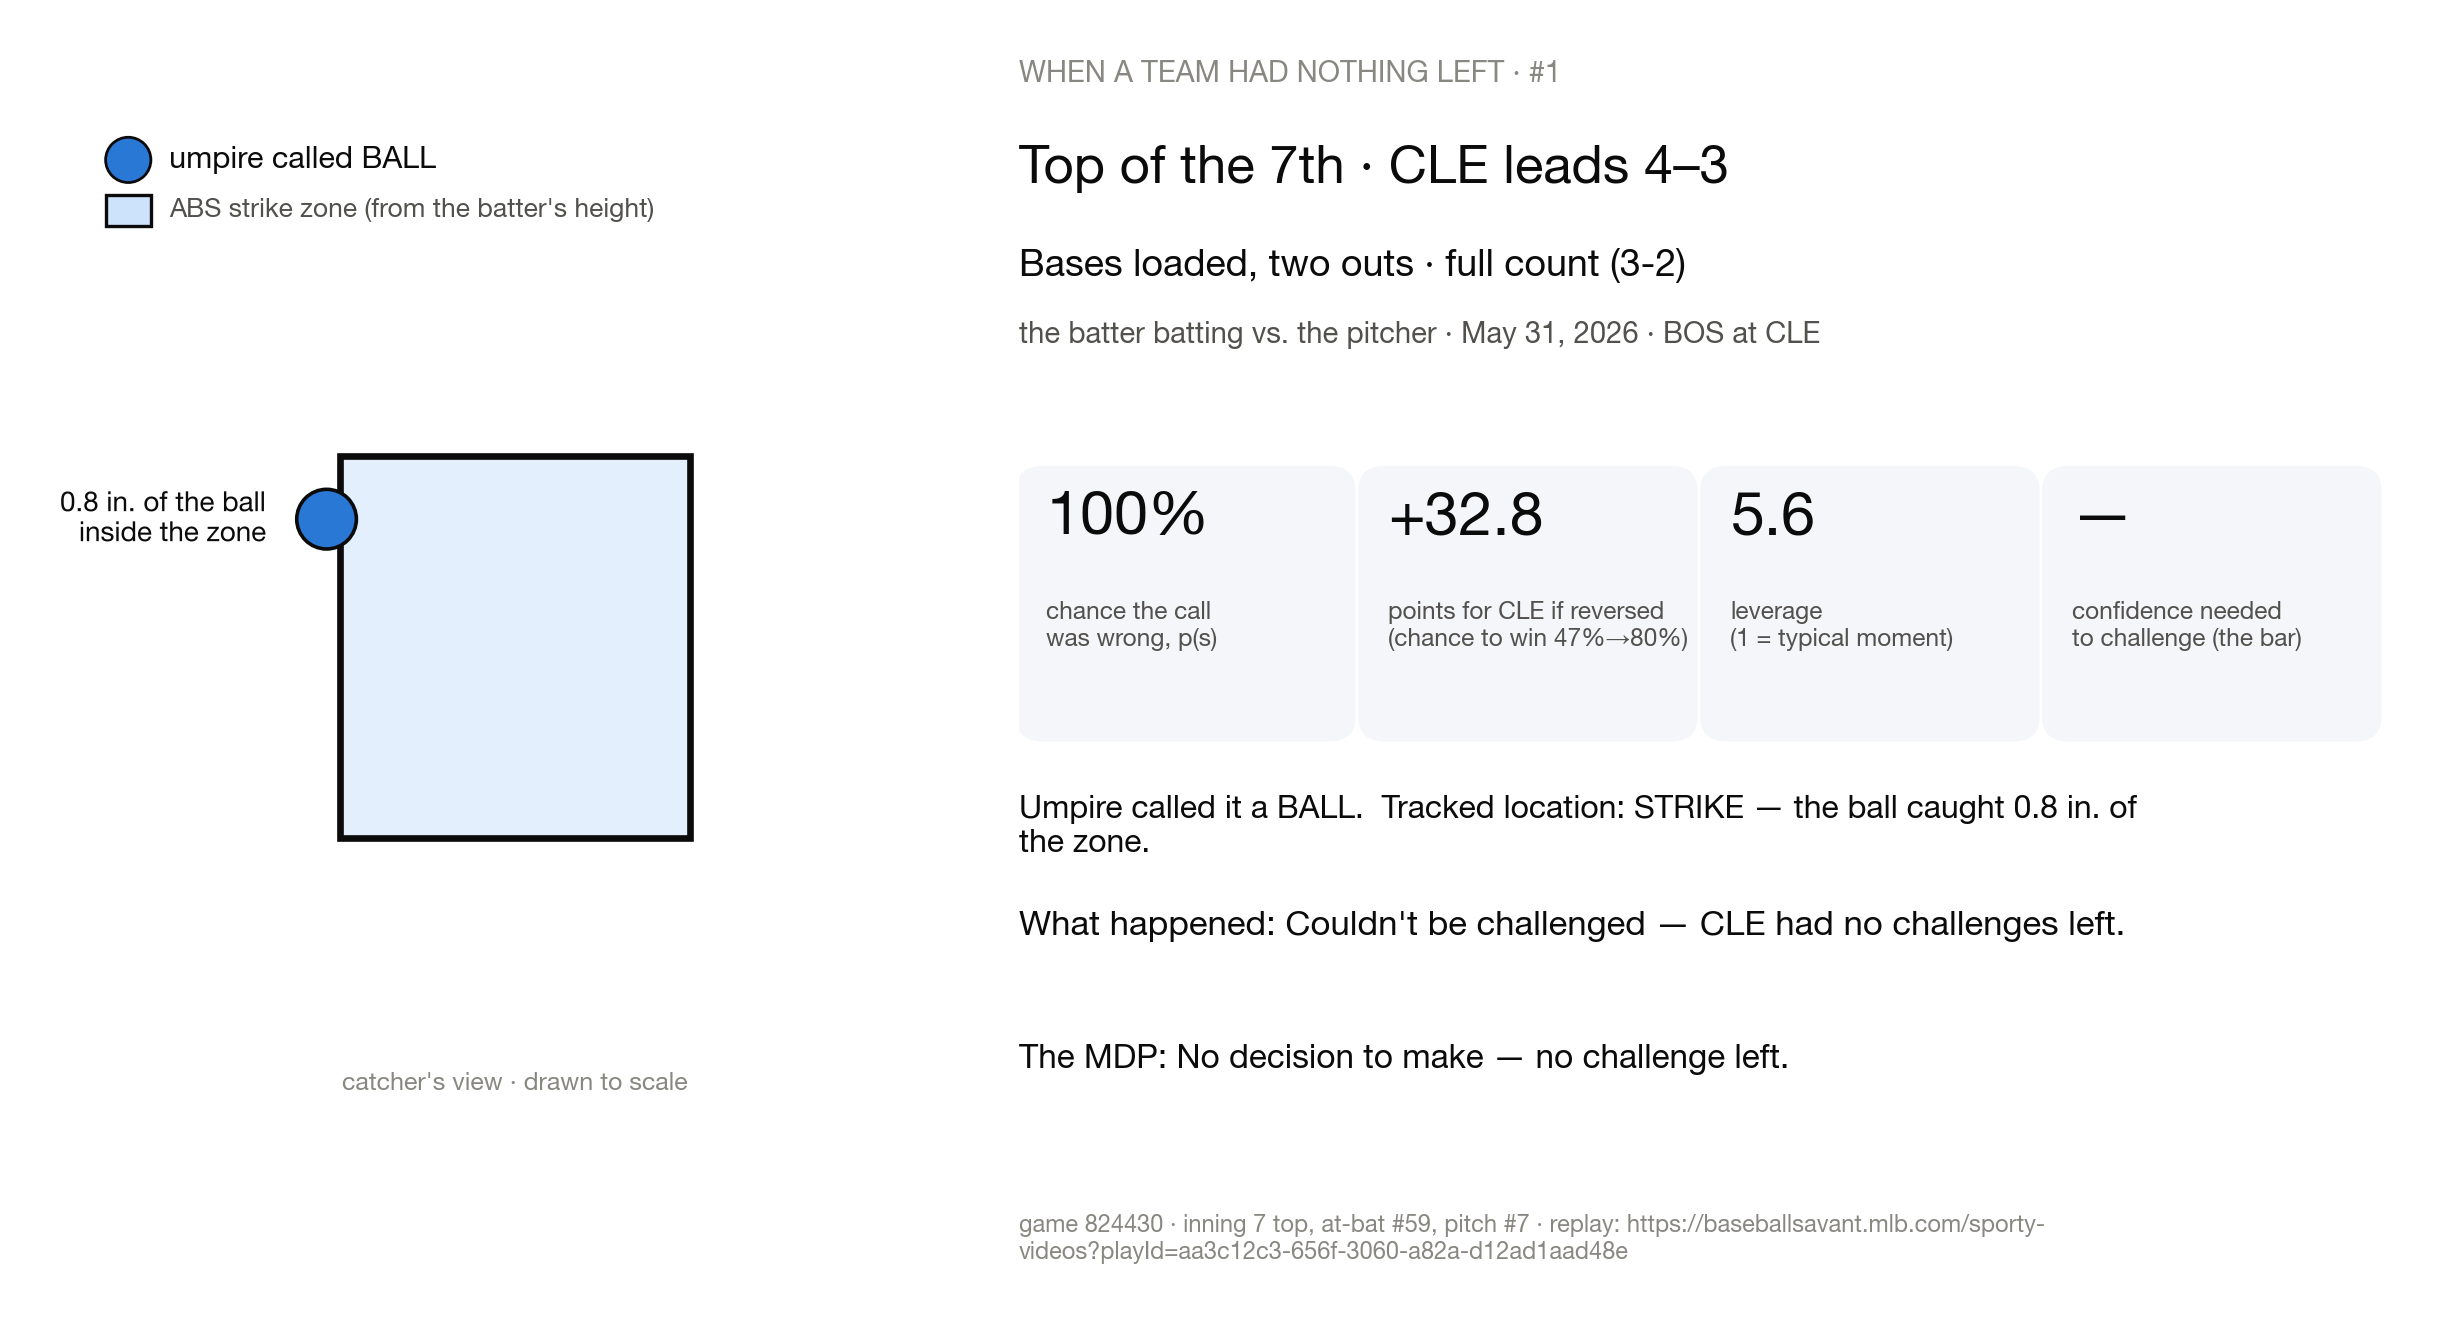 WHEN A TEAM HAD NOTHING LEFT · #1
umpire called BALL
ABS strike zone (from the batter's height)
Top of the 7th · CLE leads 4–3
Bases loaded, two outs · full count (3-2)
the batter batting vs. the pitcher · May 31, 2026 · BOS at CLE
0.8 in. of the ball
inside the zone
100%
chance the call
was wrong, p(s)
+32.8
points for CLE if reversed
(chance to win 47%→80%)
5.6
leverage
(1 = typical moment)
—
confidence needed
to challenge (the bar)
Umpire called it a BALL.  Tracked location: STRIKE — the ball caught 0.8 in. of
the zone.
What happened: Couldn't be challenged — CLE had no challenges left.
The MDP: No decision to make — no challenge left.
catcher's view · drawn to scale
game 824430 · inning 7 top, at-bat #59, pitch #7 · replay: https://baseballsavant.mlb.com/sporty-
videos?playId=aa3c12c3-656f-3060-a82a-d12ad1aad48e